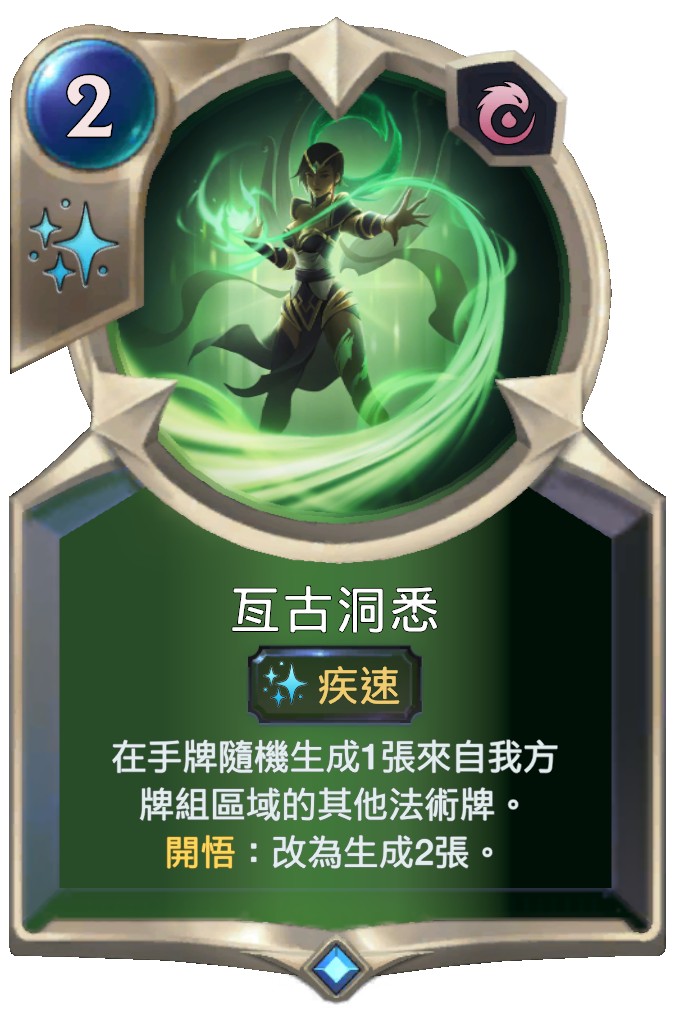 2
亙古洞悉
疾速
在手牌隨機生成1張來自我方
牌組區域的其他法術牌。
開悟：改為生成2張。